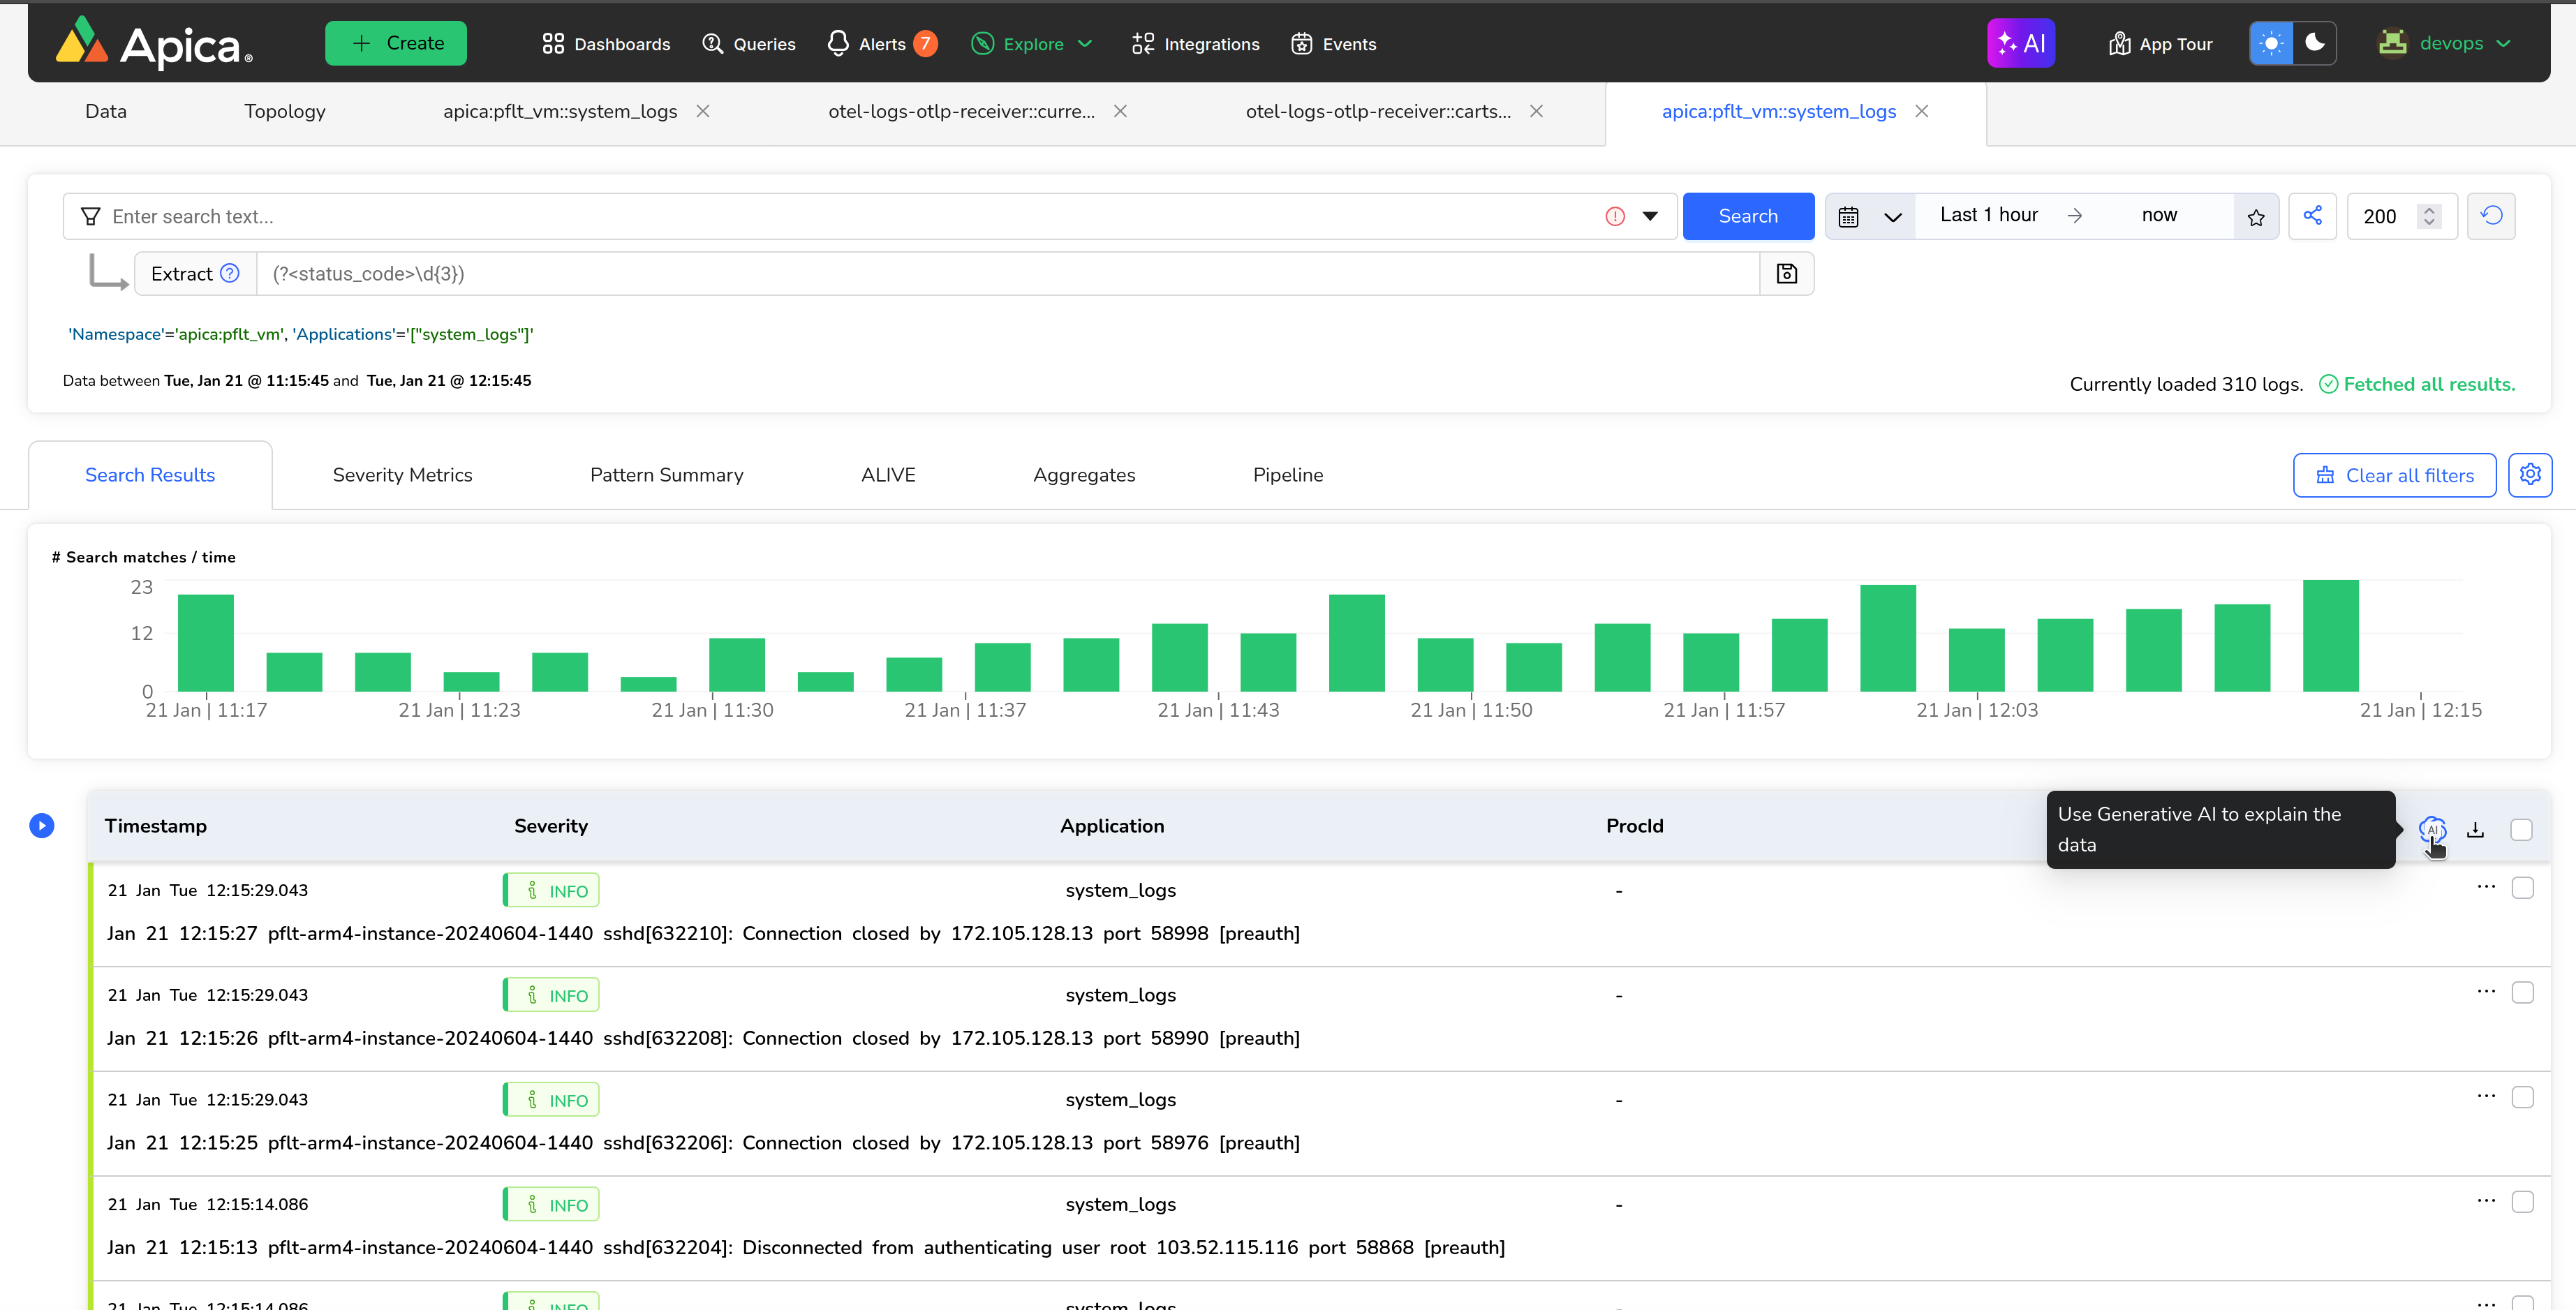 Apica®
+ Create
Dashboards
Queries
Alerts 7
Explore
Integrations
Events
AI
App Tour
devops
Data
Topology
apica:pflt_vm::system_logs
otel-logs-otlp-receiver::curre...
otel-logs-otlp-receiver::carts...
apica:pflt_vm::system_logs
Enter search text...
Search
Last 1 hour → now
200
Extract
(?<status_code>\d{3})
'Namespace'='apica:pflt_vm', 'Applications'='["system_logs"]'
Data between Tue, Jan 21 @ 11:15:45 and Tue, Jan 21 @ 12:15:45
Currently loaded 310 logs. Fetched all results.
Search Results
Severity Metrics
Pattern Summary
ALIVE
Aggregates
Pipeline
Clear all filters
# Search matches / time
23
12
0
21 Jan | 11:17
21 Jan | 11:23
21 Jan | 11:30
21 Jan | 11:37
21 Jan | 11:43
21 Jan | 11:50
21 Jan | 11:57
21 Jan | 12:03
21 Jan | 12:15
Timestamp Severity Application ProcId
Use Generative AI to explain the
data
AI
21 Jan Tue 12:15:29.043 INFO system_logs -
Jan 21 12:15:27 pflt-arm4-instance-20240604-1440 sshd[632210]: Connection closed by 172.105.128.13 port 58998 [preauth]
21 Jan Tue 12:15:29.043 INFO system_logs -
Jan 21 12:15:26 pflt-arm4-instance-20240604-1440 sshd[632208]: Connection closed by 172.105.128.13 port 58990 [preauth]
21 Jan Tue 12:15:29.043 INFO system_logs -
Jan 21 12:15:25 pflt-arm4-instance-20240604-1440 sshd[632206]: Connection closed by 172.105.128.13 port 58976 [preauth]
21 Jan Tue 12:15:14.086 INFO system_logs -
Jan 21 12:15:13 pflt-arm4-instance-20240604-1440 sshd[632204]: Disconnected from authenticating user root 103.52.115.116 port 58868 [preauth]
21 Jan Tue 12:15:14.086 INFO system_logs